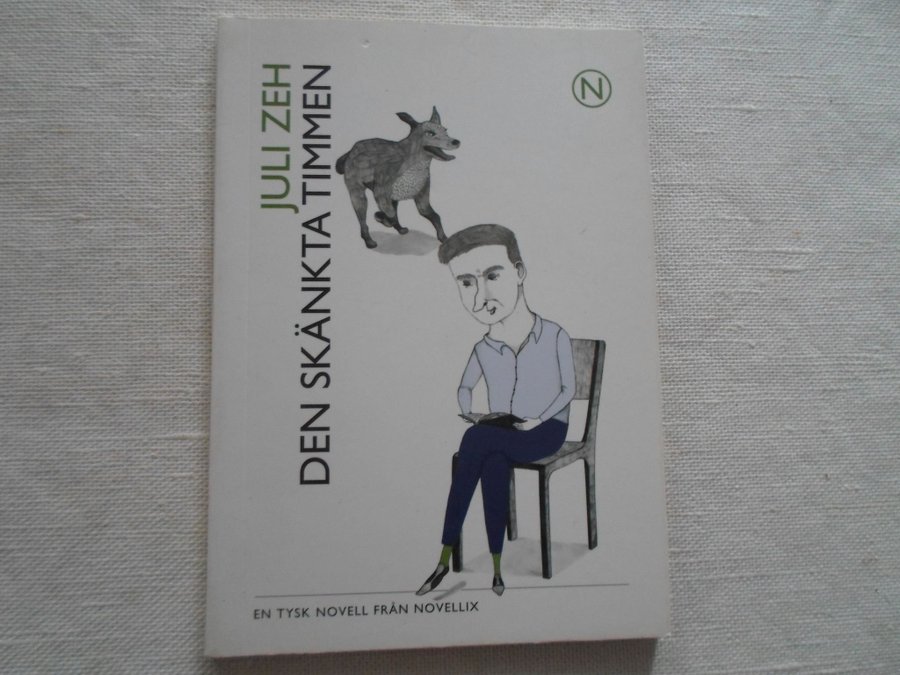 JULI ZEH
DEN SKÄNKTA TIMMEN
N
EN TYSK NOVELL FRÅN NOVELLIX